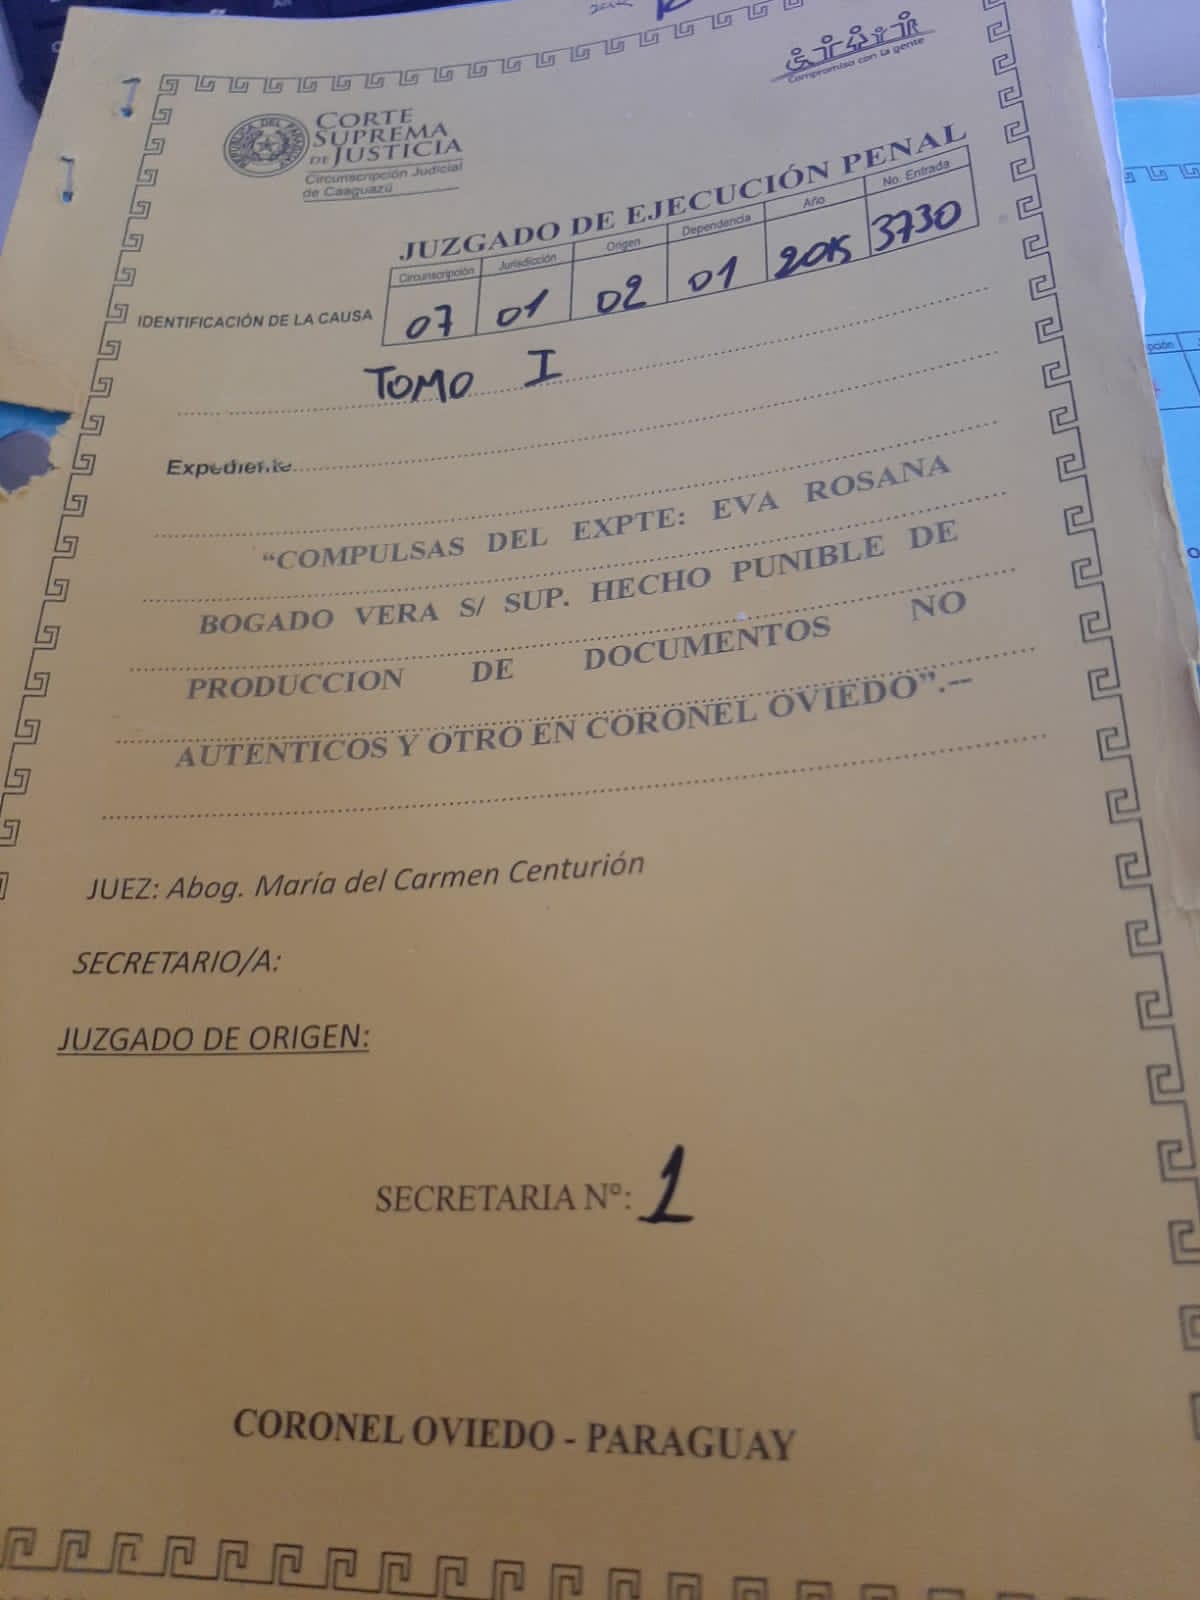 Compromiso con la gente
CORTE
SUPREMA
DE JUSTICIA
Circunscripción Judicial
de Caaguazú
JUZGADO DE EJECUCIÓN PENAL
Circunscripción Jurisdicción Origen Dependencia Año No. Entrada
IDENTIFICACIÓN DE LA CAUSA 07 01 02 01 2015 3730
TOMO I
Expediente
“COMPULSAS DEL EXPTE: EVA ROSANA
BOGADO VERA S/ SUP. HECHO PUNIBLE DE
PRODUCCION DE DOCUMENTOS NO
AUTENTICOS Y OTRO EN CORONEL OVIEDO”.--
JUEZ: Abog. María del Carmen Centurión
SECRETARIO/A:
JUZGADO DE ORIGEN:
SECRETARIA Nº: 1
CORONEL OVIEDO - PARAGUAY